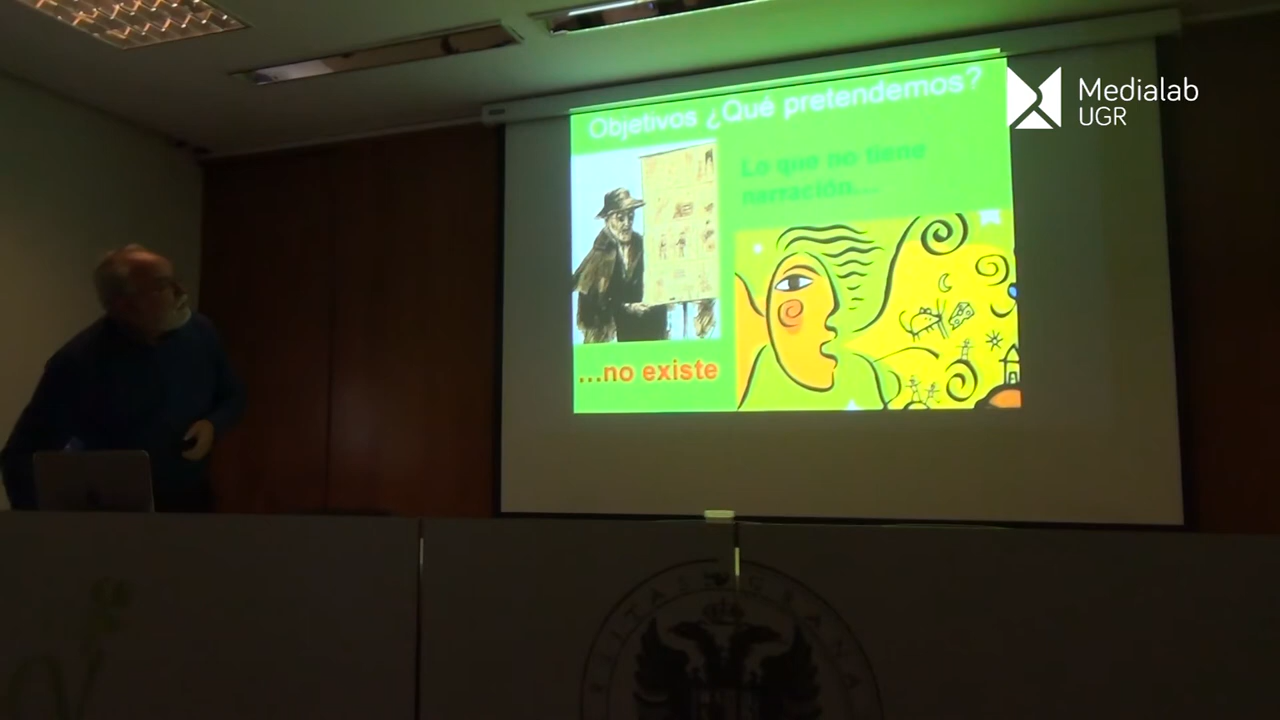 Objetivos ¿Qué pretendemos?
Medialab
UGR
Lo que no tiene
narración...
...no existe